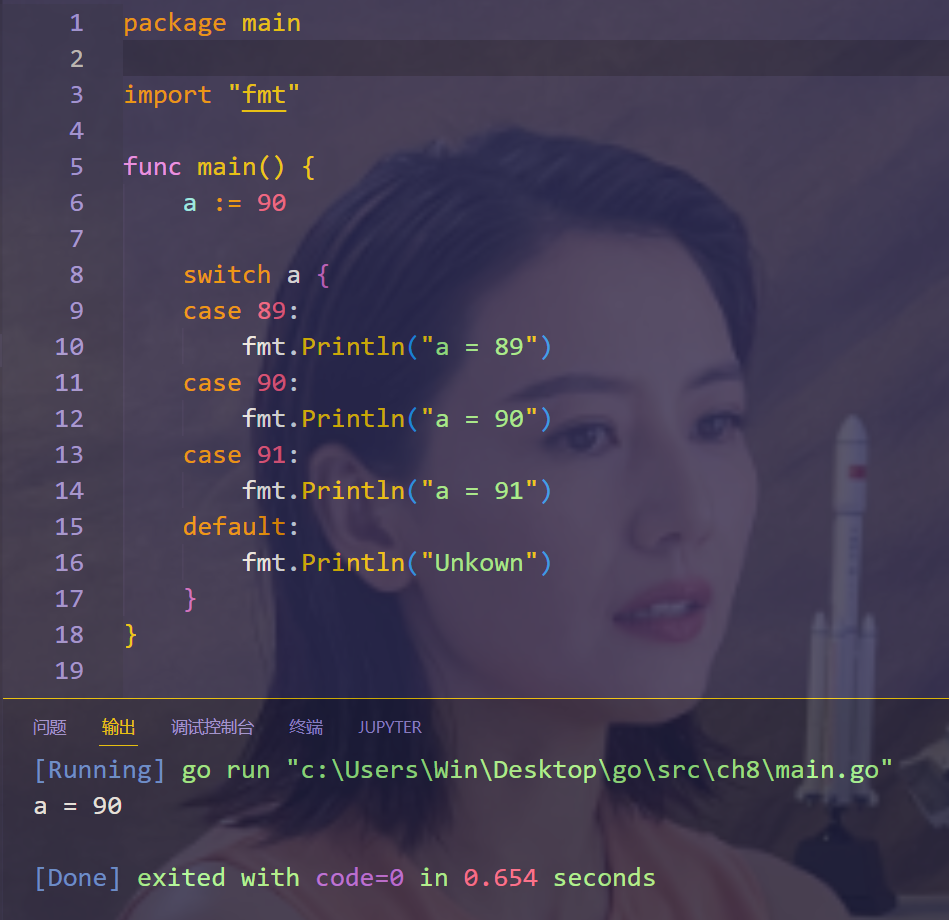 1 package main
2
3 import "fmt"
4
5 func main() {
6     a := 90
7
8     switch a {
9     case 89:
10         fmt.Println("a = 89")
11     case 90:
12         fmt.Println("a = 90")
13     case 91:
14         fmt.Println("a = 91")
15     default:
16         fmt.Println("Unkown")
17     }
18 }
19
问题 输出 调试控制台 终端 JUPYTER
[Running] go run "c:\Users\Win\Desktop\go\src\ch8\main.go"
a = 90
[Done] exited with code=0 in 0.654 seconds